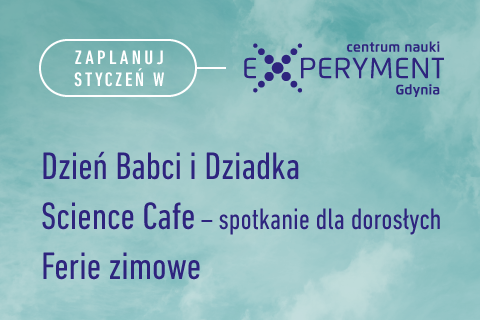 ZAPLANUJ
STYCZEŃ W
centrum nauki
EXPERYMENT
Gdynia
Dzień Babci i Dziadka
Science Cafe – spotkanie dla dorosłych
Ferie zimowe